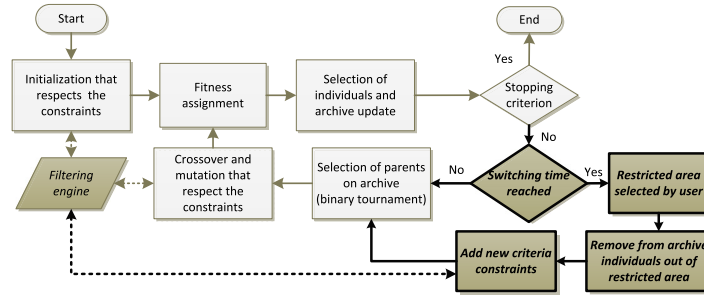 Start
End
Yes
Initialization that
respects the
constraints
Fitness
assignment
Selection of
individuals and
archive update
Stopping
criterion
No
Filtering
engine
Crossover and
mutation that
respect the
constraints
Selection of parents
on archive
(binary tournament)
No
Switching time
reached
Yes
Restricted area
selected by user
Add new criteria
constraints
Remove from archive
individuals out of
restricted area